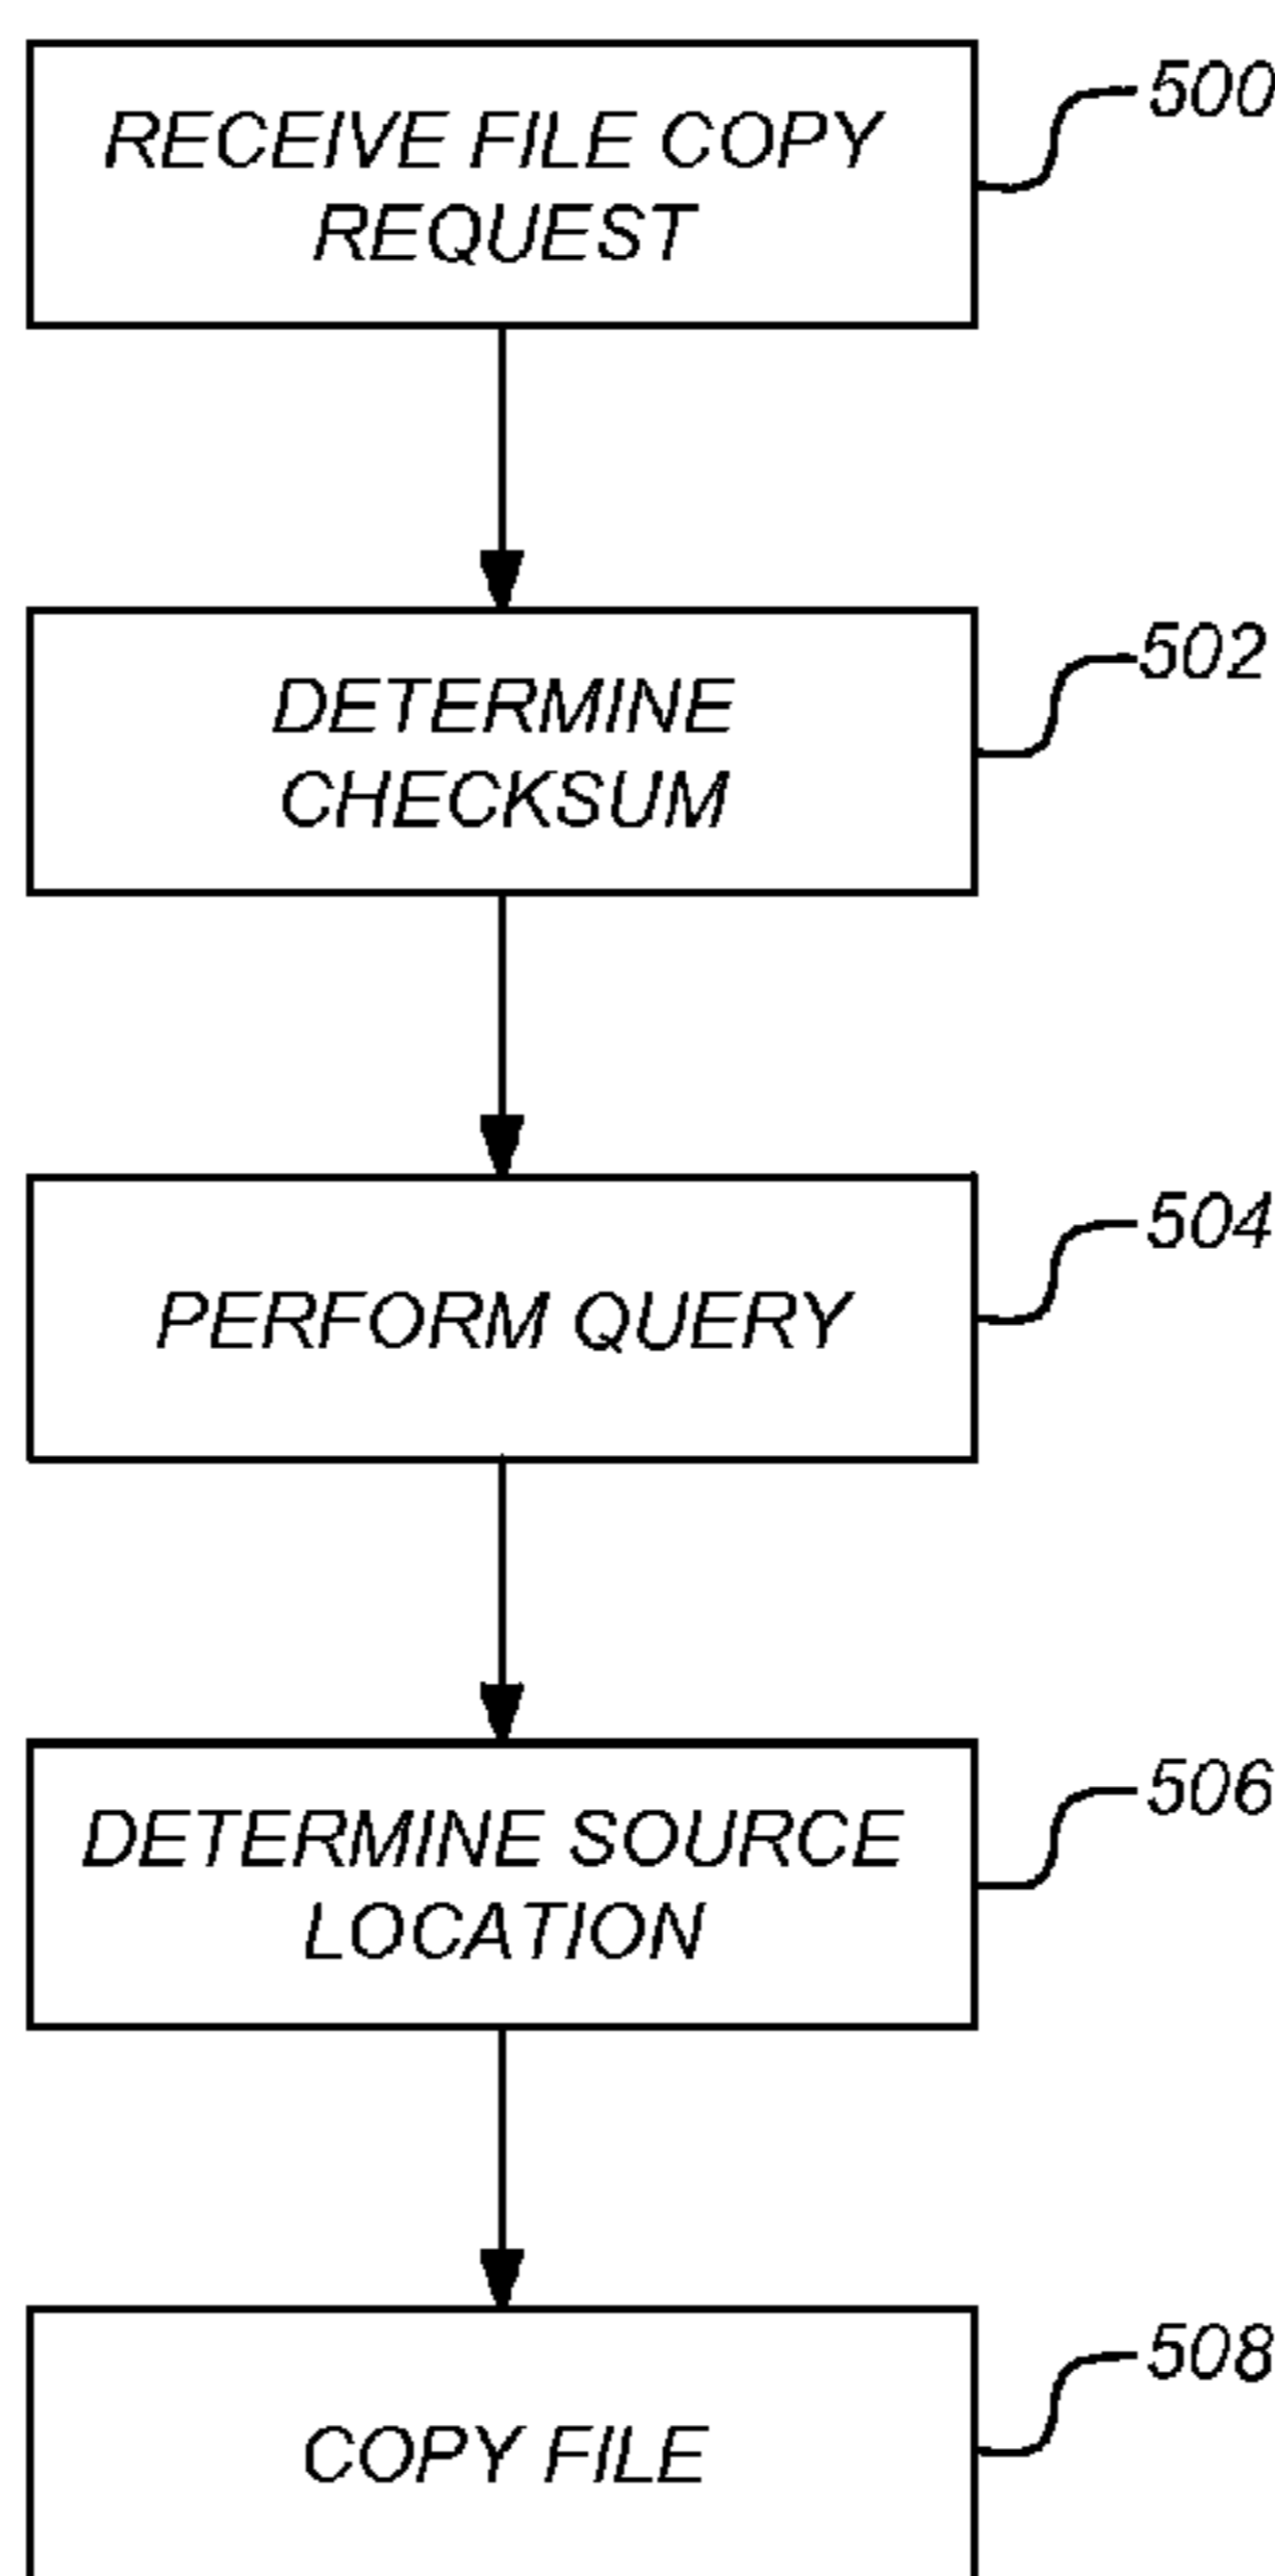 RECEIVE FILE COPY
REQUEST
500
DETERMINE
CHECKSUM
502
PERFORM QUERY
504
DETERMINE SOURCE
LOCATION
506
COPY FILE
508